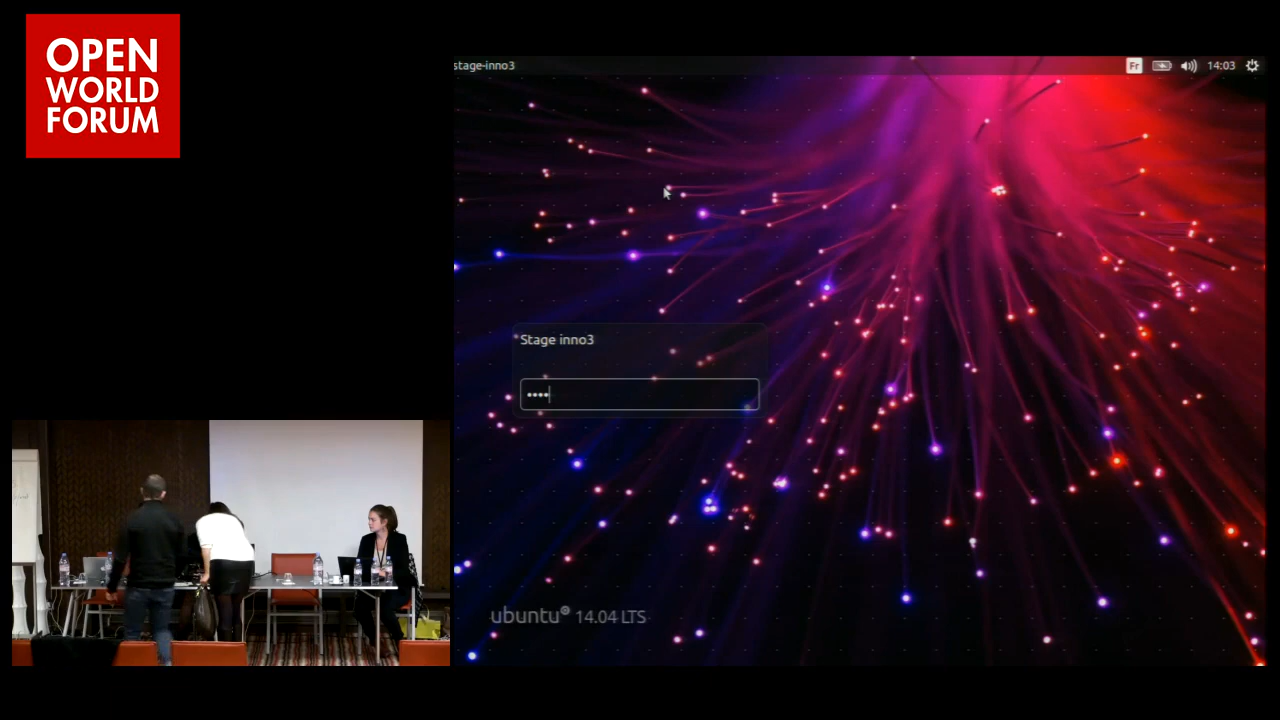 OPEN
WORLD
FORUM
stage-inno3
Fr
14:03
Stage inno3
ubuntu® 14.04 LTS